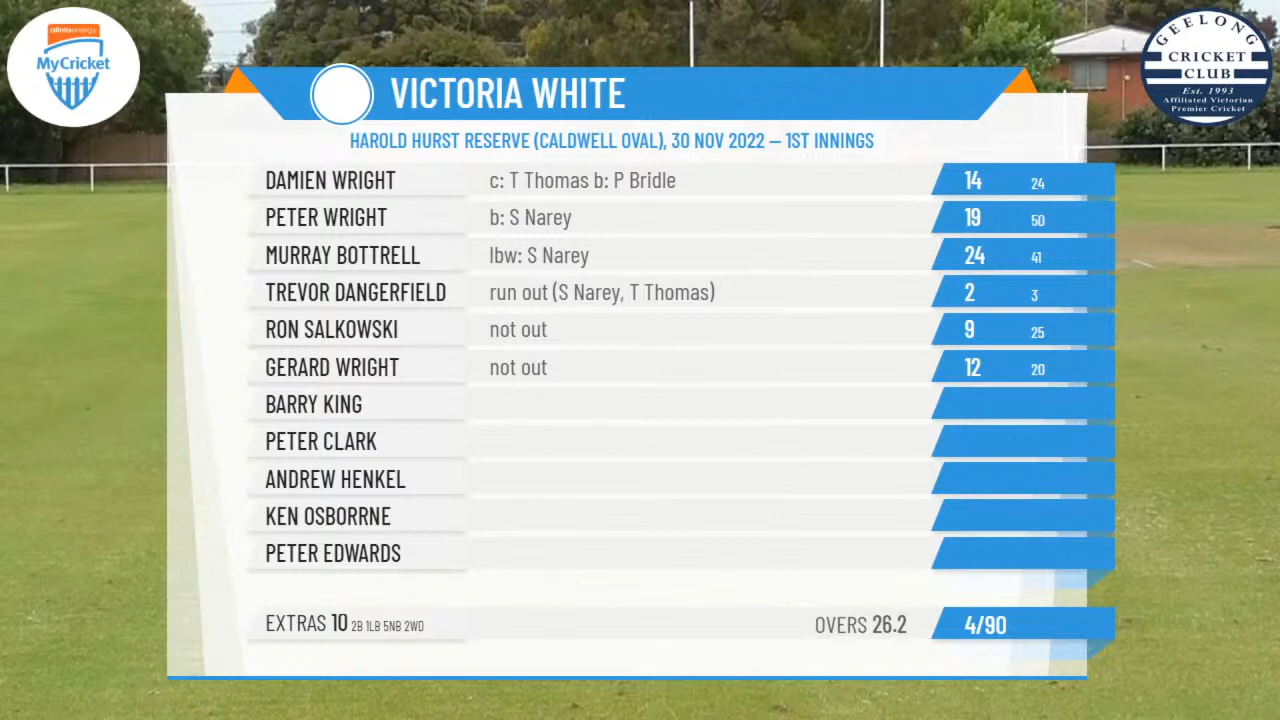 alintaenergy
MyCricket
GEELONG
CRICKET
CLUB
Est. 1993
Affiliated Victorian
Premier Cricket
VICTORIA WHITE
HAROLD HURST RESERVE (CALDWELL OVAL), 30 NOV 2022 – 1ST INNINGS
DAMIEN WRIGHT c: T Thomas b: P Bridle 14 24
PETER WRIGHT b: S Narey 19 50
MURRAY BOTTRELL lbw: S Narey 24 41
TREVOR DANGERFIELD run out (S Narey, T Thomas) 2 3
RON SALKOWSKI not out 9 25
GERARD WRIGHT not out 12 20
BARRY KING
PETER CLARK
ANDREW HENKEL
KEN OSBORRNE
PETER EDWARDS
EXTRAS 10 2B 1LB 5NB 2WD OVERS 26.2 4/90